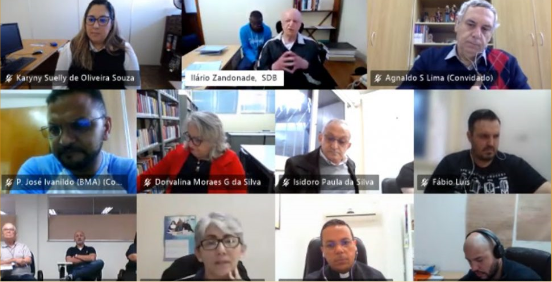 Karyny Suelly de Oliveira Souza
Ilário Zandonade, SDB
Agnaldo S Lima (Convidado)
P. José Ivanildo (BMA) (Co...
Dorvalina Moraes G da Silva
Isidoro Paula da Silva
Fábio Luis